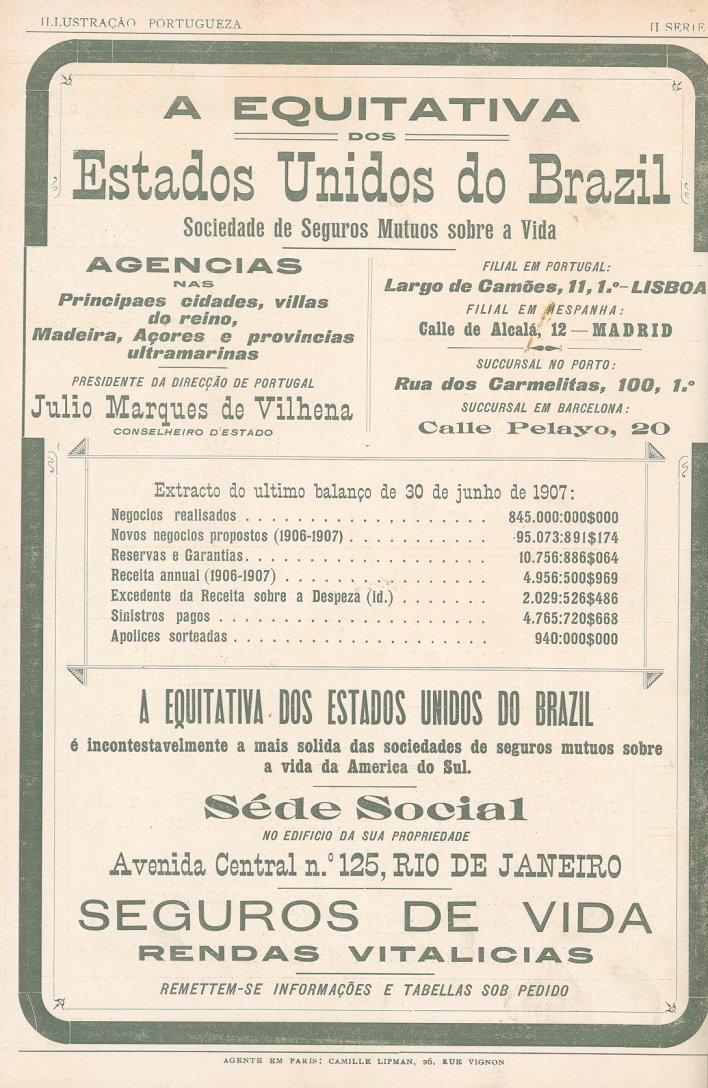 ILLUSTRAÇÃO PORTUGUEZA
II SERIE
A EQUITATIVA
DOS
Estados Unidos do Brazil
Sociedade de Seguros Mutuos sobre a Vida
AGENCIAS
NAS
Principaes cidades, villas
do reino,
Madeira, Açores e provincias
ultramarinas
PRESIDENTE DA DIRECÇÃO DE PORTUGAL
Julio Marques de Vilhena
CONSELHEIRO D'ESTADO
FILIAL EM PORTUGAL:
Largo de Camões, 11, 1.º—LISBOA
FILIAL EM HESPANHA:
Calle de Alcalá, 12—MADRID
SUCCURSAL NO PORTO:
Rua dos Carmelitas, 100, 1.º
SUCCURSAL EM BARCELONA:
Calle Pelayo, 20
Extracto do ultimo balanço de 30 de junho de 1907:
Negocios realisados . . . . . . . . . . . . . . . . . . . . 845.000:000$000
Novos negocios propostos (1906-1907) . . . . . . . . . . . 95.073:891$174
Reservas e Garantias. . . . . . . . . . . . . . . . . . . . 10.756:886$064
Receita annual (1906-1907) . . . . . . . . . . . . . . . . 4.956:500$969
Excedente da Receita sobre a Despeza (id.) . . . . . . . 2.029:526$486
Sinistros pagos . . . . . . . . . . . . . . . . . . . . . . 4.765:720$668
Apolices sorteadas . . . . . . . . . . . . . . . . . . . . 940:000$000
A EQUITATIVA DOS ESTADOS UNIDOS DO BRAZIL
é incontestavelmente a mais solida das sociedades de seguros mutuos sobre
a vida da America do Sul.
Séde Social
NO EDIFICIO DA SUA PROPRIEDADE
Avenida Central n.º 125, RIO DE JANEIRO
SEGUROS DE VIDA
RENDAS VITALICIAS
REMETTEM-SE INFORMAÇÕES E TABELLAS SOB PEDIDO
AGENTE EM PARIS: CAMILLE LIPMAN, 26, RUE VIGNON